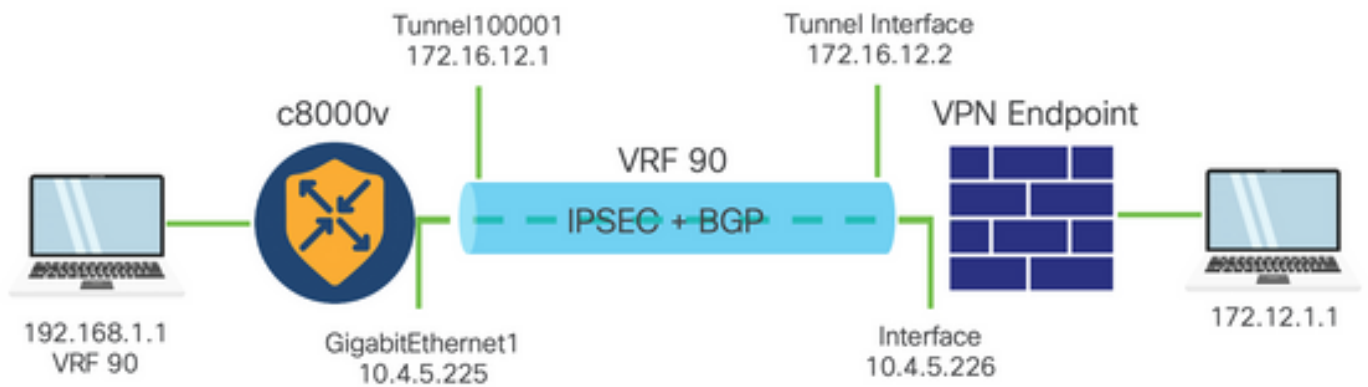 Tunnel100001
172.16.12.1
Tunnel Interface
172.16.12.2
c8000v
VPN Endpoint
VRF 90
IPSEC + BGP
192.168.1.1
VRF 90
GigabitEthernet1
10.4.5.225
Interface
10.4.5.226
172.12.1.1